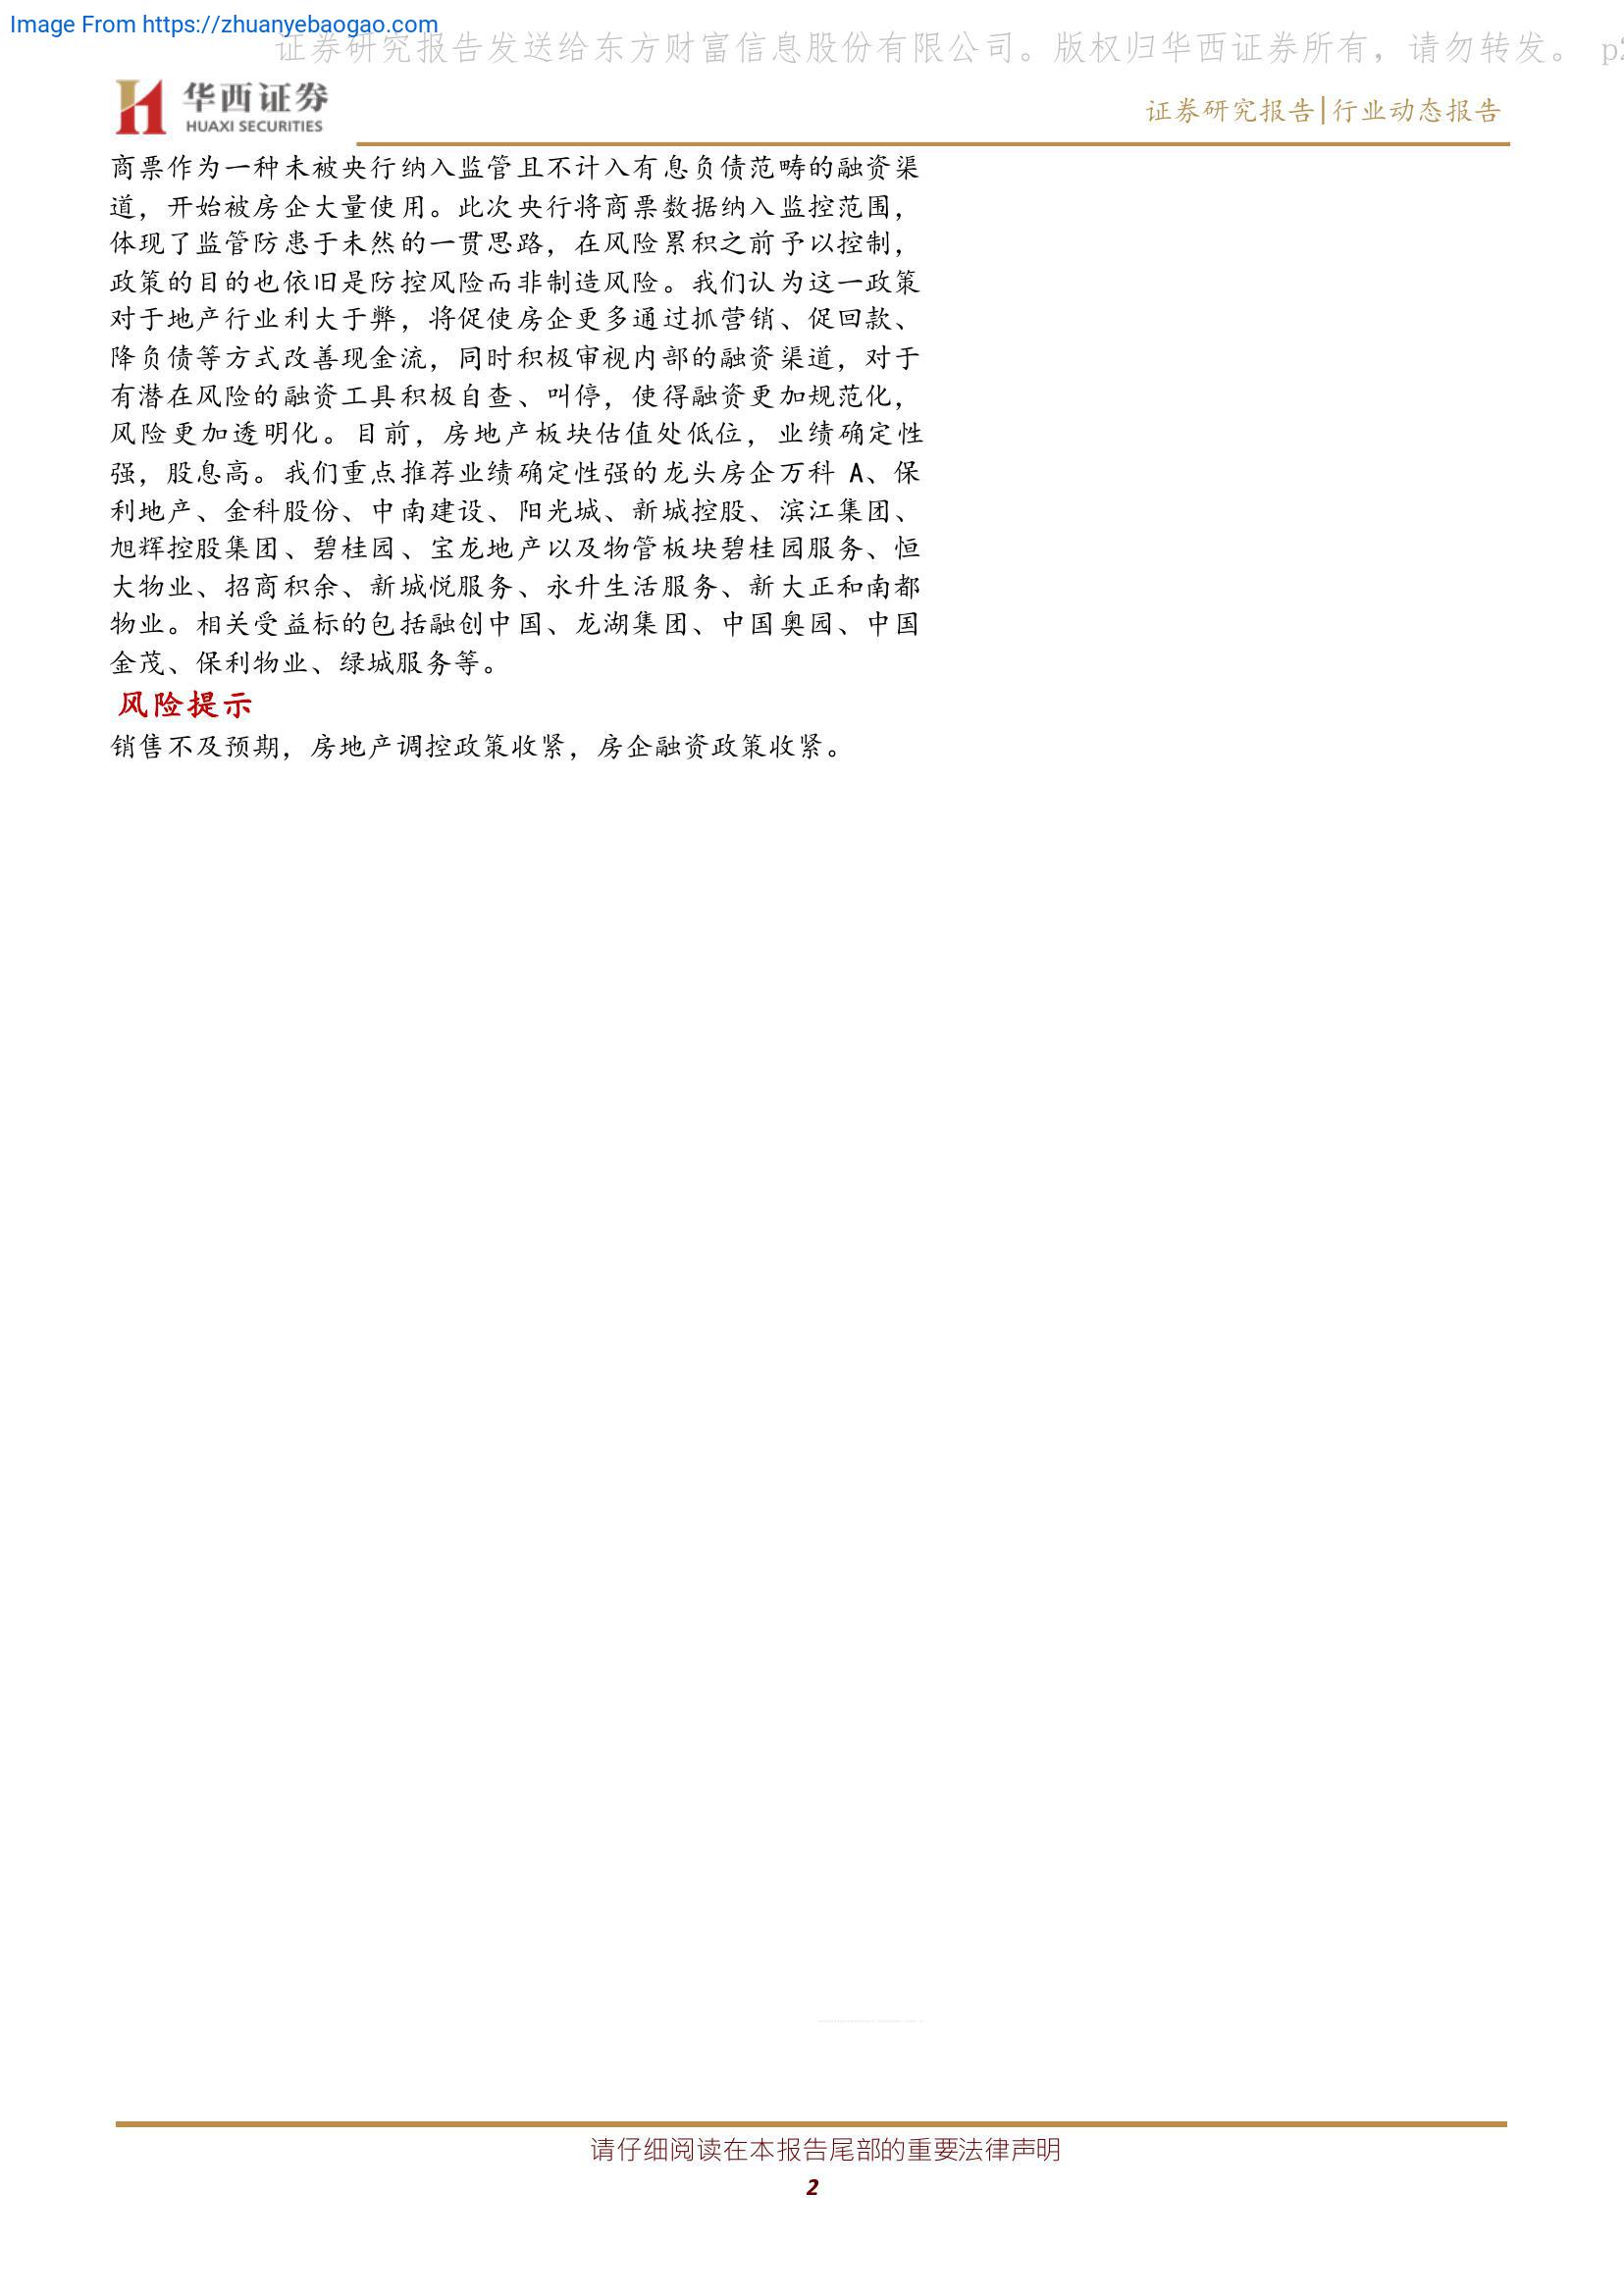 Image From https://zhuanyebaogao.com
证券研究报告发送给东方财富信息股份有限公司。版权归华西证券所有，请勿转发。 p2
华西证券
HUAXI SECURITIES
证券研究报告|行业动态报告
商票作为一种未被央行纳入监管且不计入有息负债范畴的融资渠
道，开始被房企大量使用。此次央行将商票数据纳入监控范围，
体现了监管防患于未然的一贯思路，在风险累积之前予以控制，
政策的目的也依旧是防控风险而非制造风险。我们认为这一政策
对于地产行业利大于弊，将促使房企更多通过抓营销、促回款、
降负债等方式改善现金流，同时积极审视内部的融资渠道，对于
有潜在风险的融资工具积极自查、叫停，使得融资更加规范化，
风险更加透明化。目前，房地产板块估值处低位，业绩确定性
强，股息高。我们重点推荐业绩确定性强的龙头房企万科 A、保
利地产、金科股份、中南建设、阳光城、新城控股、滨江集团、
旭辉控股集团、碧桂园、宝龙地产以及物管板块碧桂园服务、恒
大物业、招商积余、新城悦服务、永升生活服务、新大正和南都
物业。相关受益标的包括融创中国、龙湖集团、中国奥园、中国
金茂、保利物业、绿城服务等。
风险提示
销售不及预期，房地产调控政策收紧，房企融资政策收紧。
请仔细阅读在本报告尾部的重要法律声明
2